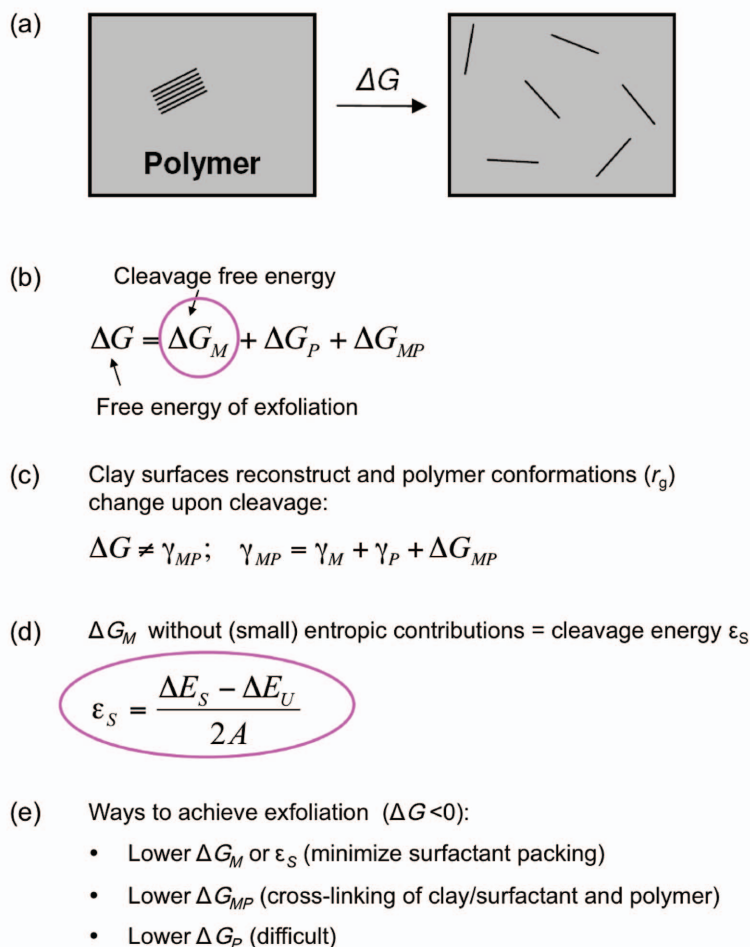 (a)
Polymer
ΔG
(b)
Cleavage free energy
ΔG = ΔG_M + ΔG_P + ΔG_MP
Free energy of exfoliation
(c) Clay surfaces reconstruct and polymer conformations (r_g)
change upon cleavage:
ΔG ≠ γ_MP; γ_MP = γ_M + γ_P + ΔG_MP
(d) ΔG_M without (small) entropic contributions = cleavage energy ε_S
ε_S = (ΔE_S − ΔE_U) / 2A
(e) Ways to achieve exfoliation (ΔG<0):
• Lower ΔG_M or ε_S (minimize surfactant packing)
• Lower ΔG_MP (cross-linking of clay/surfactant and polymer)
• Lower ΔG_P (difficult)